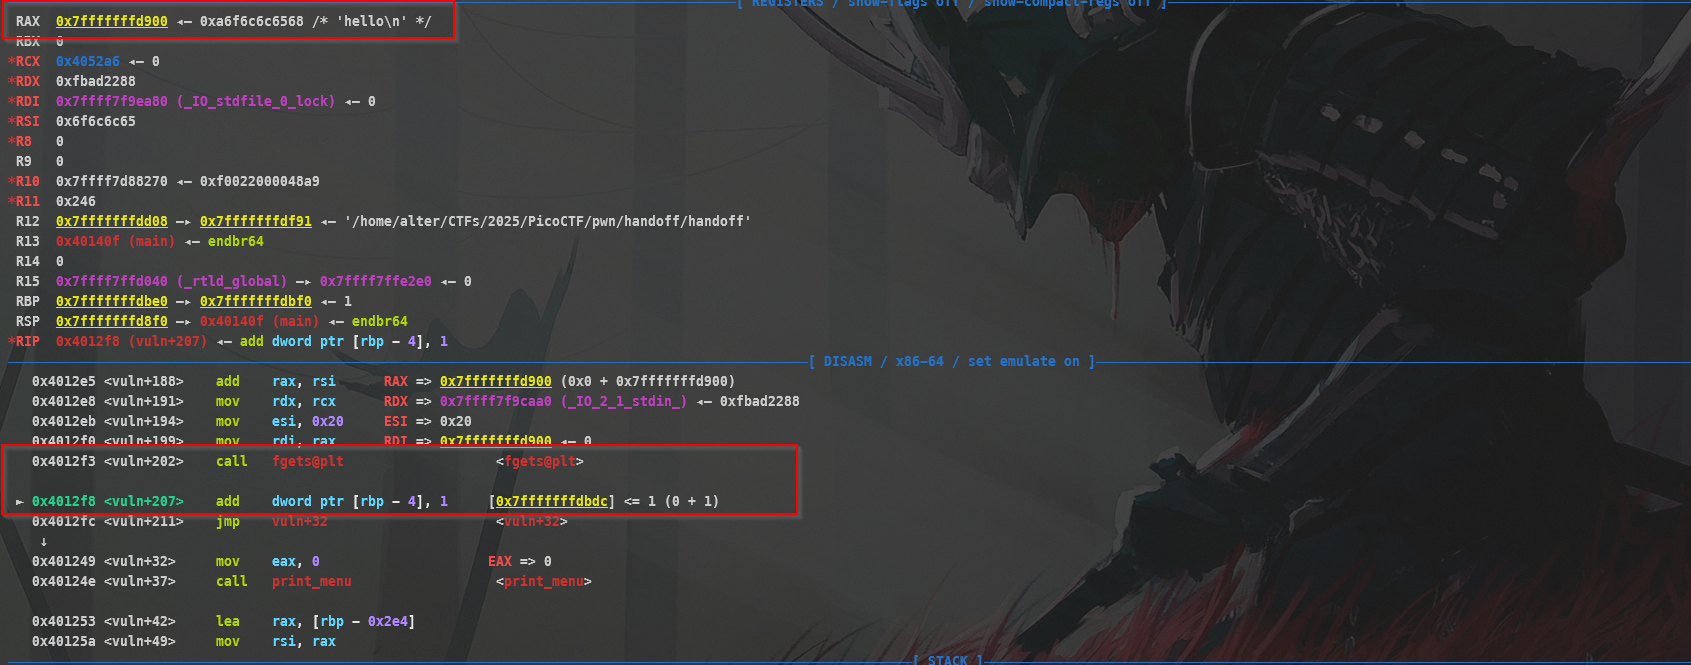 [ REGISTERS / show-flags off / show-compact-regs off ]
RAX  0x7fffffffd900 ◂— 0xa6f6c6c6568 /* 'hello\n' */
RBX  0
*RCX  0x4052a6 ◂— 0
*RDX  0xfbad2288
*RDI  0x7ffff7f9ea80 (_IO_stdfile_0_lock) ◂— 0
*RSI  0x6f6c6c65
*R8   0
R9   0
*R10  0x7ffff7d88270 ◂— 0xf0022000048a9
*R11  0x246
R12  0x7fffffffdd08 —▸ 0x7fffffffdf91 ◂— '/home/alter/CTFs/2025/PicoCTF/pwn/handoff/handoff'
R13  0x40140f (main) ◂— endbr64
R14  0
R15  0x7ffff7ffd040 (_rtld_global) —▸ 0x7ffff7ffe2e0 ◂— 0
RBP  0x7fffffffdbe0 —▸ 0x7fffffffdbf0 ◂— 1
RSP  0x7fffffffd8f0 —▸ 0x40140f (main) ◂— endbr64
*RIP  0x4012f8 (vuln+207) ◂— add dword ptr [rbp - 4], 1
[ DISASM / x86-64 / set emulate on ]
0x4012e5 <vuln+188>    add    rax, rsi      RAX => 0x7fffffffd900 (0x0 + 0x7fffffffd900)
0x4012e8 <vuln+191>    mov    rdx, rcx      RDX => 0x7ffff7f9caa0 (_IO_2_1_stdin_) ◂— 0xfbad2288
0x4012eb <vuln+194>    mov    esi, 0x20     ESI => 0x20
0x4012f0 <vuln+199>    mov    rdi, rax      RDI => 0x7fffffffd900 ◂— 0
0x4012f3 <vuln+202>    call   fgets@plt                   <fgets@plt>
► 0x4012f8 <vuln+207>    add    dword ptr [rbp - 4], 1     [0x7fffffffdbdc] <= 1 (0 + 1)
0x4012fc <vuln+211>    jmp    vuln+32                     <vuln+32>
↓
0x401249 <vuln+32>     mov    eax, 0                     EAX => 0
0x40124e <vuln+37>     call   print_menu                  <print_menu>
0x401253 <vuln+42>     lea    rax, [rbp - 0x2e4]
0x40125a <vuln+49>     mov    rsi, rax
[ STACK ]